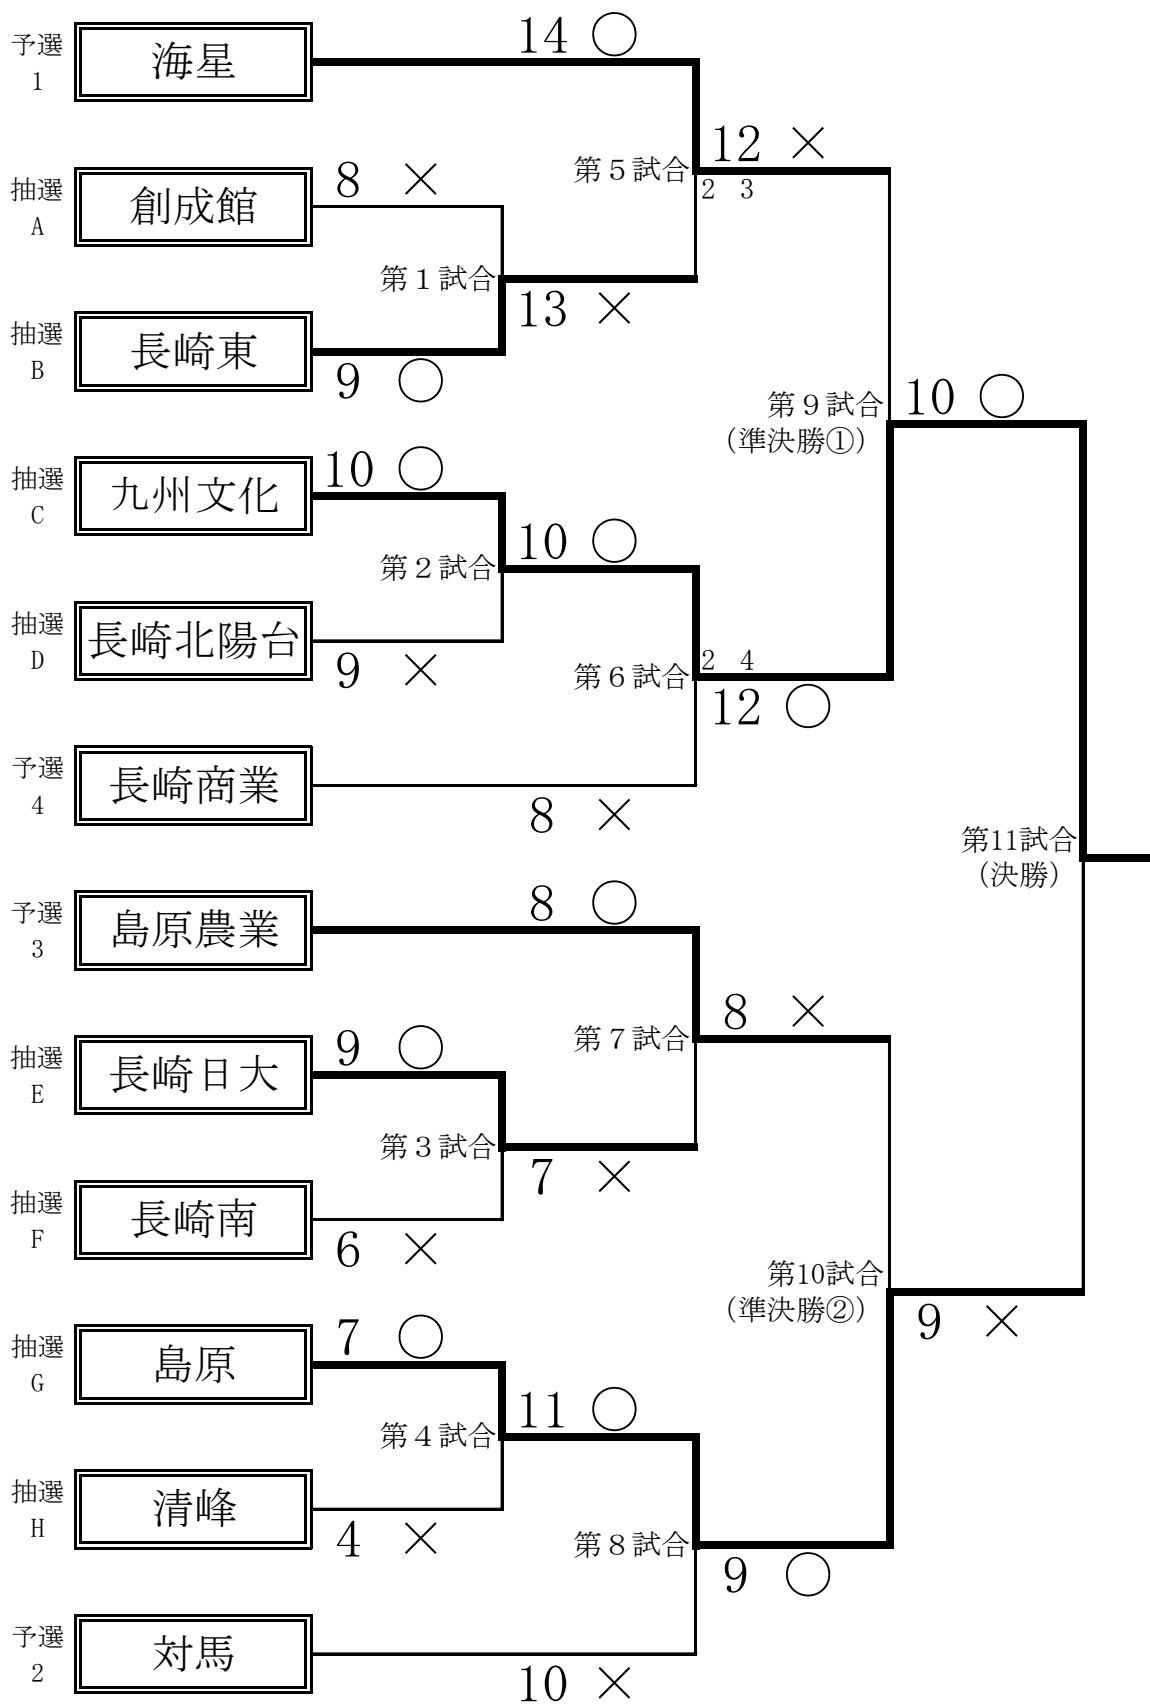 14 ○
予選
1
海星
12 ×
第5試合
2 3
8 ×
抽選
A
創成館
第1試合
13 ×
抽選
B
長崎東
9 ○
第9試合
(準決勝①)
10 ○
10 ○
抽選
C
九州文化
10 ○
第2試合
抽選
D
長崎北陽台
9 ×
2 4
第6試合
12 ○
予選
4
長崎商業
8 ×
第11試合
(決勝)
8 ○
予選
3
島原農業
8 ×
第7試合
9 ○
抽選
E
長崎日大
第3試合
7 ×
抽選
F
長崎南
6 ×
第10試合
(準決勝②)
9 ×
7 ○
抽選
G
島原
11 ○
第4試合
抽選
H
清峰
4 ×
第8試合
9 ○
予選
2
対馬
10 ×